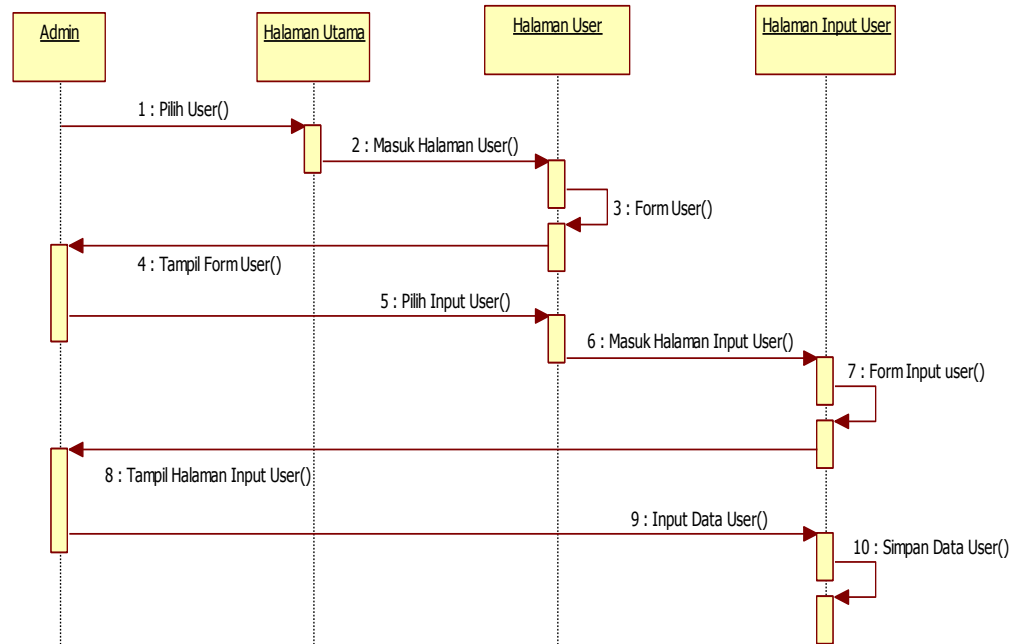 Admin
Halaman Utama
Halaman User
Halaman Input User
1 : Pilih User()
2 : Masuk Halaman User()
3 : Form User()
4 : Tampil Form User()
5 : Pilih Input User()
6 : Masuk Halaman Input User()
7 : Form Input user()
8 : Tampil Halaman Input User()
9 : Input Data User()
10 : Simpan Data User()